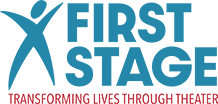 FIRST
STAGE
TRANSFORMING LIVES THROUGH THEATER